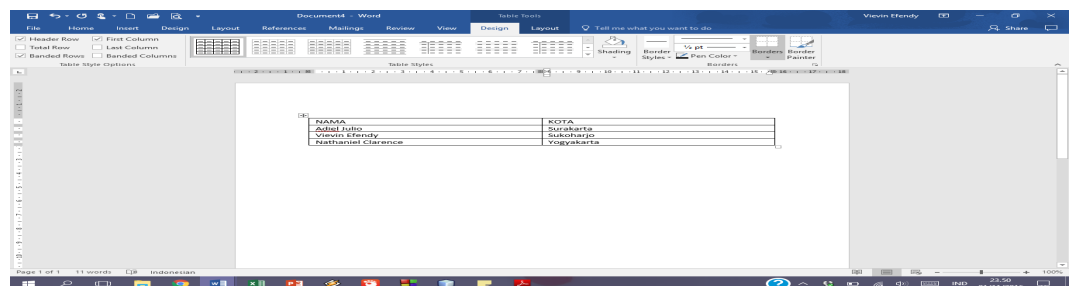 Document4 - Word
Table Tools
Vievin Efendy
File Home Insert Design Layout References Mailings Review View Design Layout Tell me what you want to do Share
Header Row First Column
Total Row Last Column
Banded Rows Banded Columns
Table Style Options
Table Styles
Shading
Border Styles
½ pt
Pen Color
Borders
Border Painter
Borders
NAMA KOTA
Adiel Julio Surakarta
Vievin Efendy Sukoharjo
Nathaniel Clarence Yogyakarta
Page 1 of 1 11 words Indonesian 100%
IND 23.50